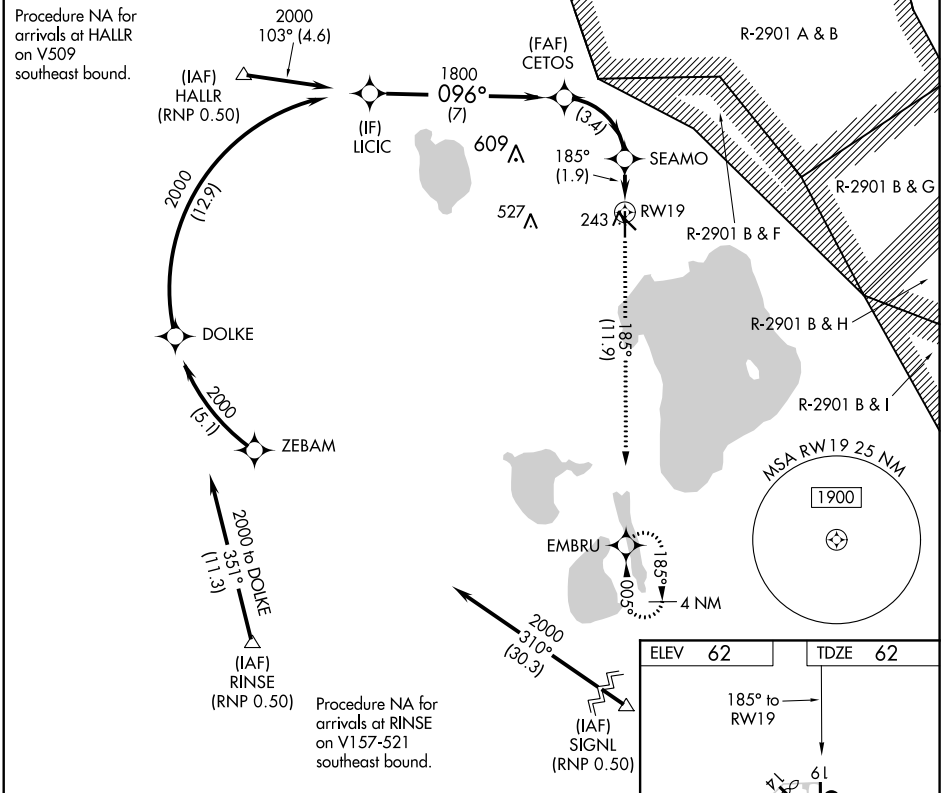 Procedure NA for
arrivals at HALLR
on V509
southeast bound.
2000
103° (4.6)
(IAF)
HALLR
(RNP 0.50)
(IF)
LICIC
1800
096°
(7)
(FAF)
CETOS
(3.4)
185°
(1.9)
SEAMO
609
527
243
RW19
R-2901 A & B
R-2901 B & G
R-2901 B & F
R-2901 B & H
R-2901 B & I
2000
(12.9)
DOLKE
2000
(5.1)
ZEBAM
2000 to DOLKE
351°
(11.3)
(IAF)
RINSE
(RNP 0.50)
Procedure NA for
arrivals at RINSE
on V157-521
southeast bound.
185°
(11.9)
EMBRU
185°
005°
4 NM
2000
310°
(30.3)
(IAF)
SIGNL
(RNP 0.50)
MSA RW19 25 NM
1900
ELEV 62
TDZE 62
185° to
RW19
19
14